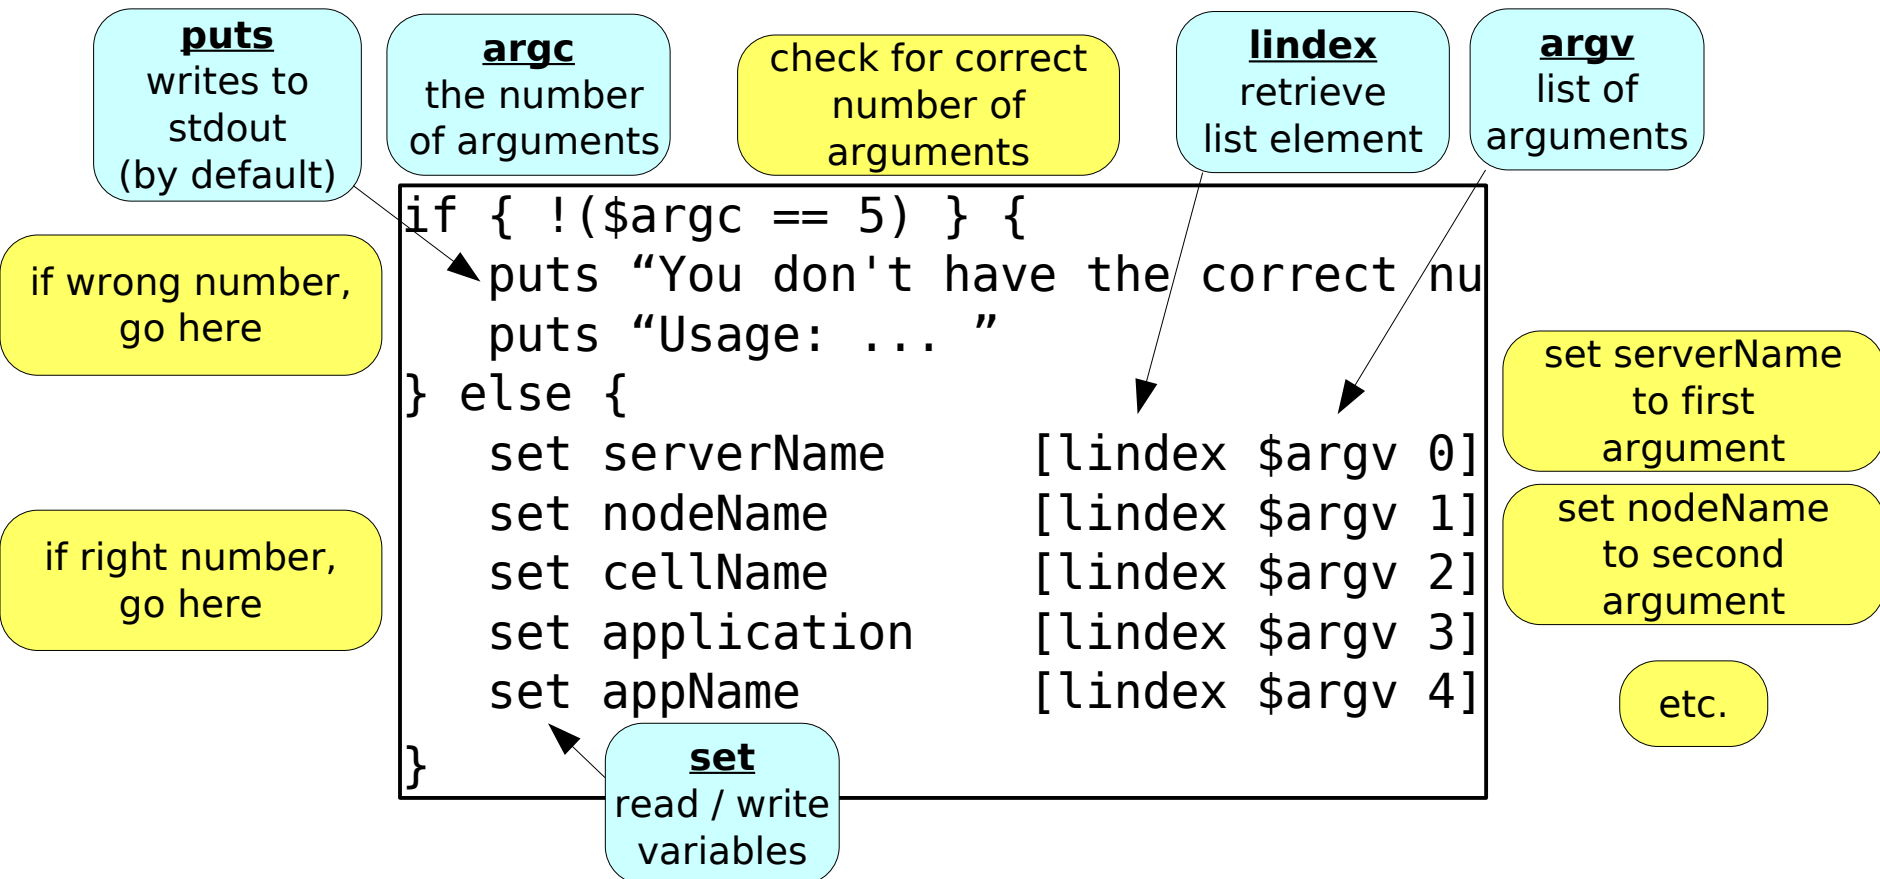 puts
writes to
stdout
(by default)
argc
the number
of arguments
check for correct
number of
arguments
lindex
retrieve
list element
argv
list of
arguments
if wrong number,
go here
if right number,
go here
if { !($argc == 5) } {
puts “You don't have the correct nu
puts “Usage: ... ”
} else {
set serverName [lindex $argv 0]
set nodeName [lindex $argv 1]
set cellName [lindex $argv 2]
set application [lindex $argv 3]
set appName [lindex $argv 4]
}
set serverName
to first
argument
set nodeName
to second
argument
etc.
set
read / write
variables